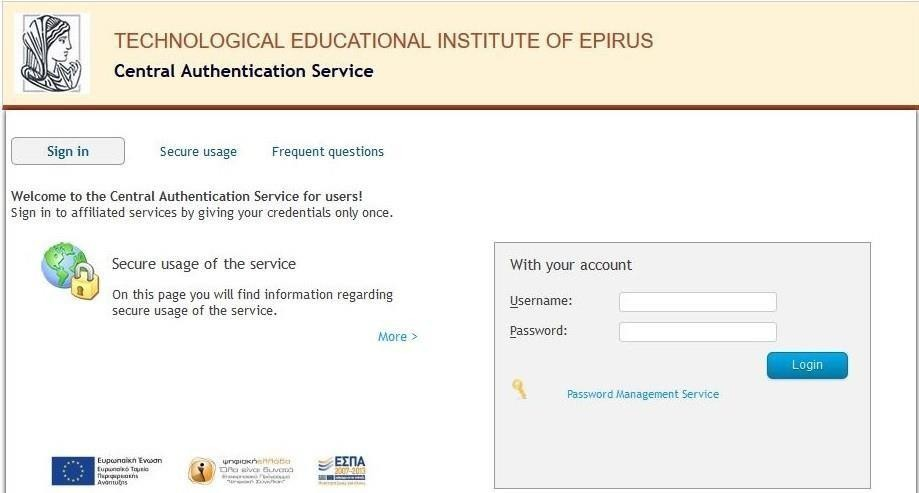 TECHNOLOGICAL EDUCATIONAL INSTITUTE OF EPIRUS
Central Authentication Service
Sign in
Secure usage
Frequent questions
Welcome to the Central Authentication Service for users!
Sign in to affiliated services by giving your credentials only once.
Secure usage of the service
On this page you will find information regarding
secure usage of the service.
More >
With your account
Username:
Password:
Login
Password Management Service
Ευρωπαϊκή Ένωση
Ευρωπαϊκό Ταμείο
Περιφερειακής
Ανάπτυξης
ψηφιακήελλάδα
Όλα είναι δυνατά
ΕΣΠΑ
2007-2013